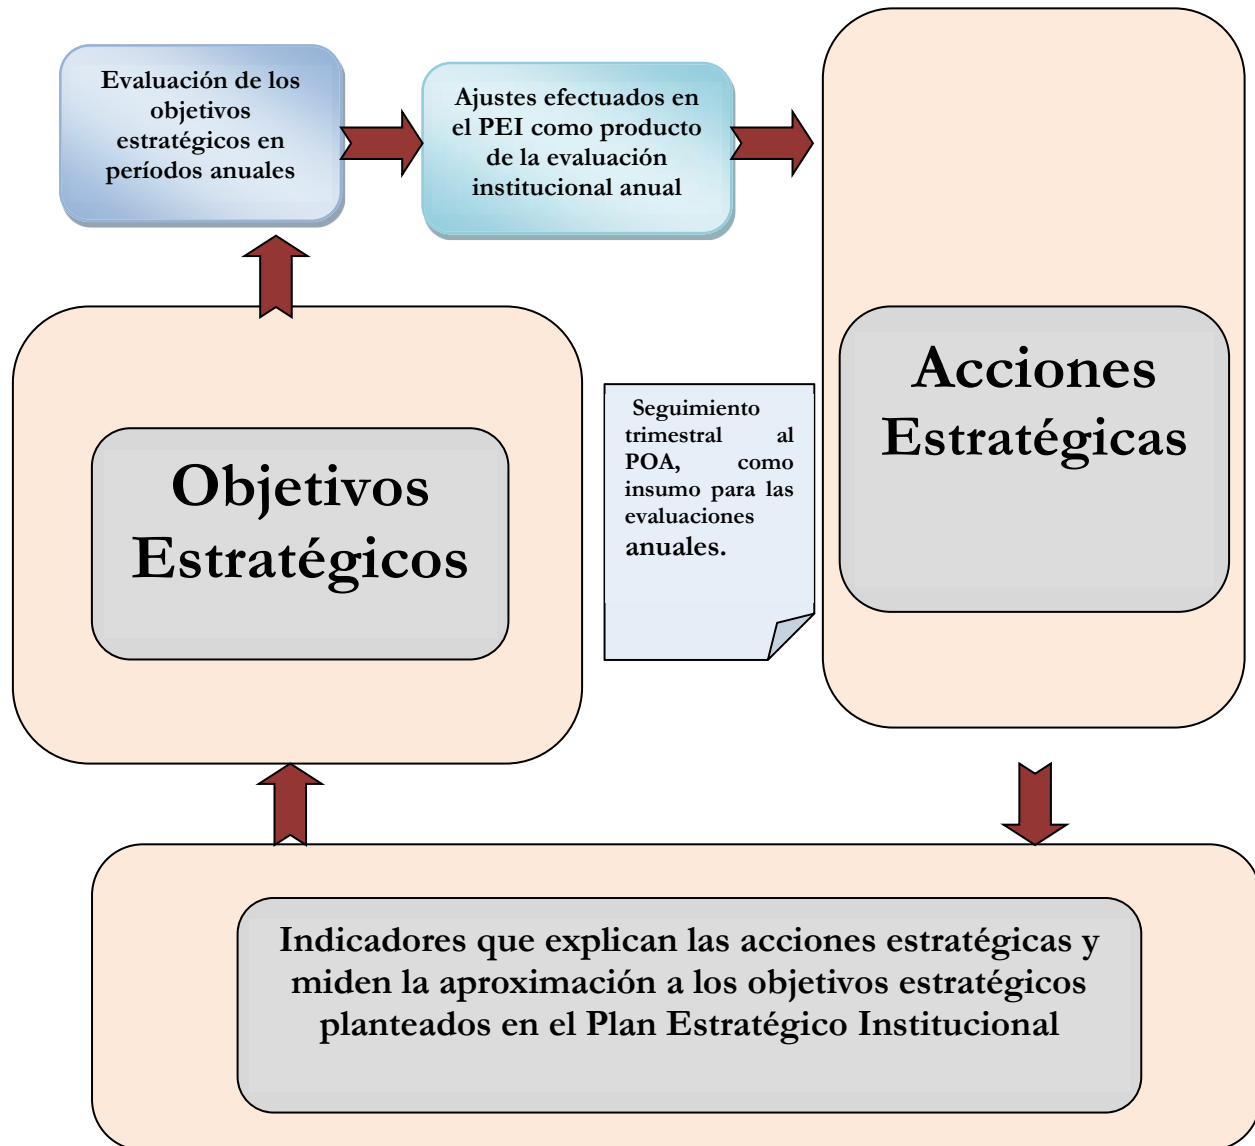 Evaluación de los
objetivos
estratégicos en
períodos anuales
Ajustes efectuados en
el PEI como producto
de la evaluación
institucional anual
Acciones
Estratégicas
Seguimiento
trimestral al
POA, como
insumo para las
evaluaciones
anuales.
Objetivos
Estratégicos
Indicadores que explican las acciones estratégicas y
miden la aproximación a los objetivos estratégicos
planteados en el Plan Estratégico Institucional